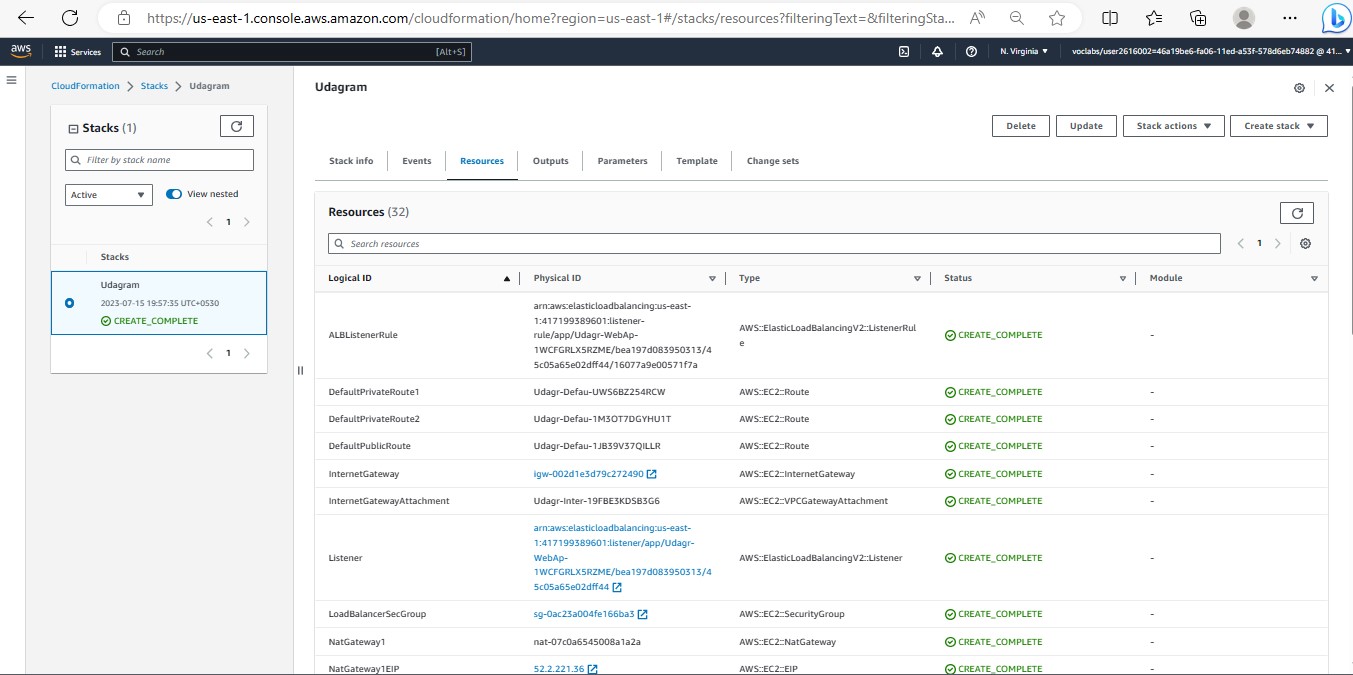 https://us-east-1.console.aws.amazon.com/cloudformation/home?region=us-east-1#/stacks/resources?filteringText=&filteringSta...
aws Services Search [Alt+S] N. Virginia voclabs/user2616002=46a19be6-fa06-11ed-a53f-578d6eb74882 @ 41...
CloudFormation > Stacks > Udagram
Stacks (1)
Filter by stack name
Active View nested
1
Stacks
Udagram
2023-07-15 19:57:35 UTC+0530
CREATE_COMPLETE
1
Udagram
Delete Update Stack actions Create stack
Stack info Events Resources Outputs Parameters Template Change sets
Resources (32)
Search resources
1
Logical ID Physical ID Type Status Module
ALBListenerRule
arn:aws:elasticloadbalancing:us-east-
1:417199389601:listener-
rule/app/Udagr-WebAp-
1WCFGRLX5RZME/bea197d083950313/4
5c05a65e02dff44/16077a9e00571f7a
AWS::ElasticLoadBalancingV2::ListenerRul
e
CREATE_COMPLETE -
DefaultPrivateRoute1 Udagr-Defau-UWS6BZ254RCW AWS::EC2::Route CREATE_COMPLETE -
DefaultPrivateRoute2 Udagr-Defau-1M3OT7DGYHU1T AWS::EC2::Route CREATE_COMPLETE -
DefaultPublicRoute Udagr-Defau-1JB39V37QILLR AWS::EC2::Route CREATE_COMPLETE -
InternetGateway igw-002d1e3d79c272490 AWS::EC2::InternetGateway CREATE_COMPLETE -
InternetGatewayAttachment Udagr-Inter-19FBE3KDSB3G6 AWS::EC2::VPCGatewayAttachment CREATE_COMPLETE -
Listener
arn:aws:elasticloadbalancing:us-east-
1:417199389601:listener/app/Udagr-
WebAp-
1WCFGRLX5RZME/bea197d083950313/4
5c05a65e02dff44
AWS::ElasticLoadBalancingV2::Listener CREATE_COMPLETE -
LoadBalancerSecGroup sg-0ac23a004fe166ba3 AWS::EC2::SecurityGroup CREATE_COMPLETE -
NatGateway1 nat-07c0a6545008a1a2a AWS::EC2::NatGateway CREATE_COMPLETE -
NatGateway1EIP 52.2.221.36 AWS::EC2::EIP CREATE_COMPLETE -